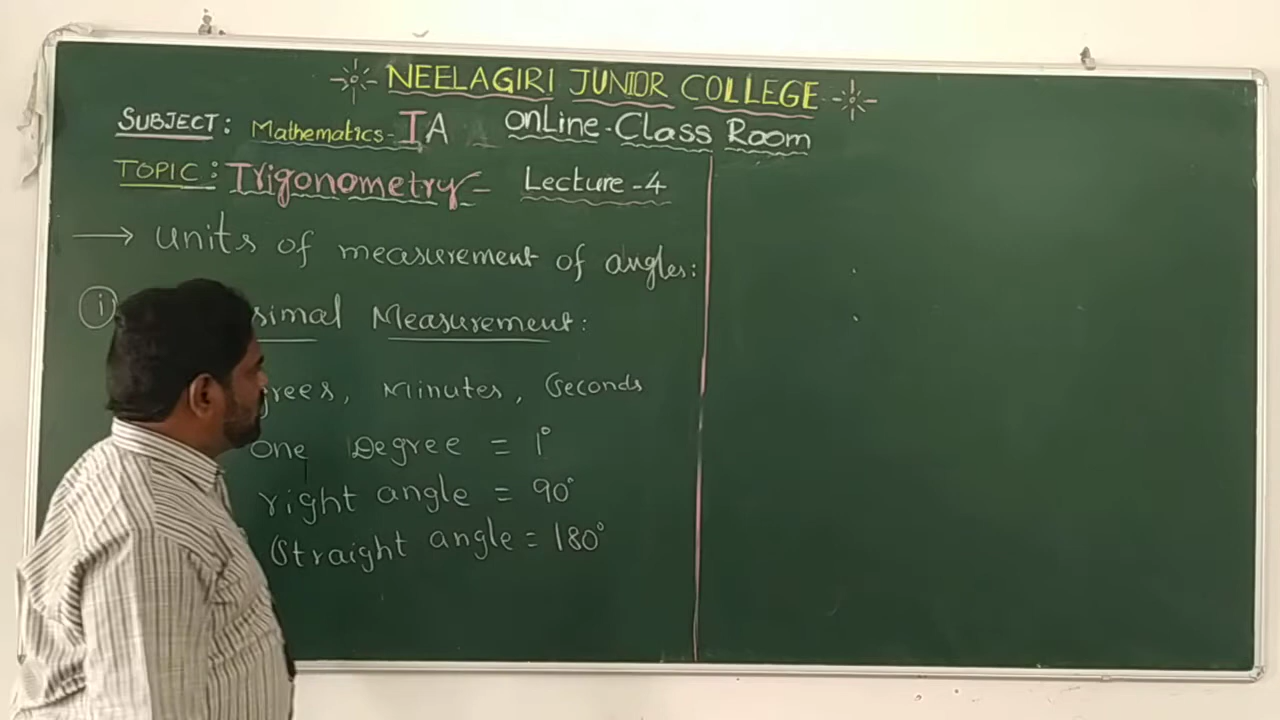 NEELAGIRI JUNIOR COLLEGE
SUBJECT: Mathematics-IA online-Class Room
TOPIC: Trigonometry- Lecture-4
→ units of measurement of angles:
i simal Measurement:
grees, Minutes, Seconds
One Degree = 1°
right angle = 90°
Straight angle = 180°